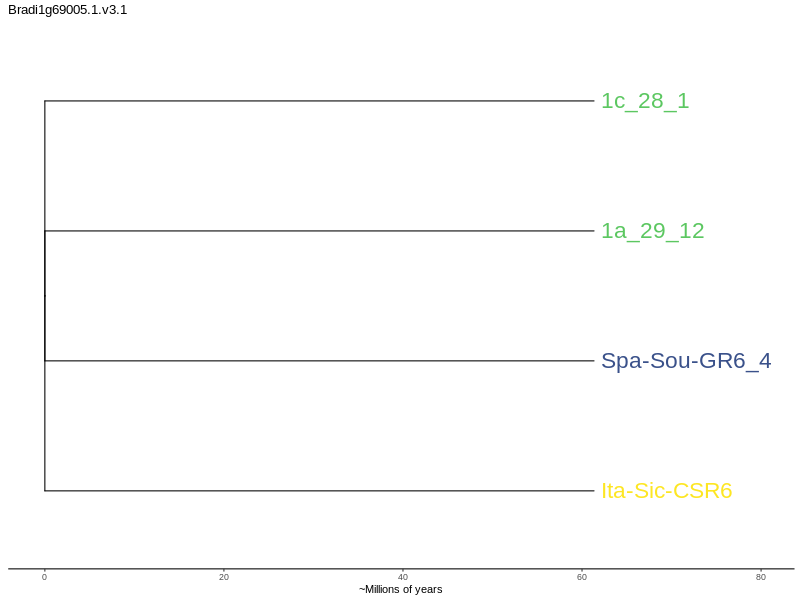 Bradi1g69005.1.v3.1
1c_28_1
1a_29_12
Spa-Sou-GR6_4
Ita-Sic-CSR6
0 20 40 60 80
~Millions of years